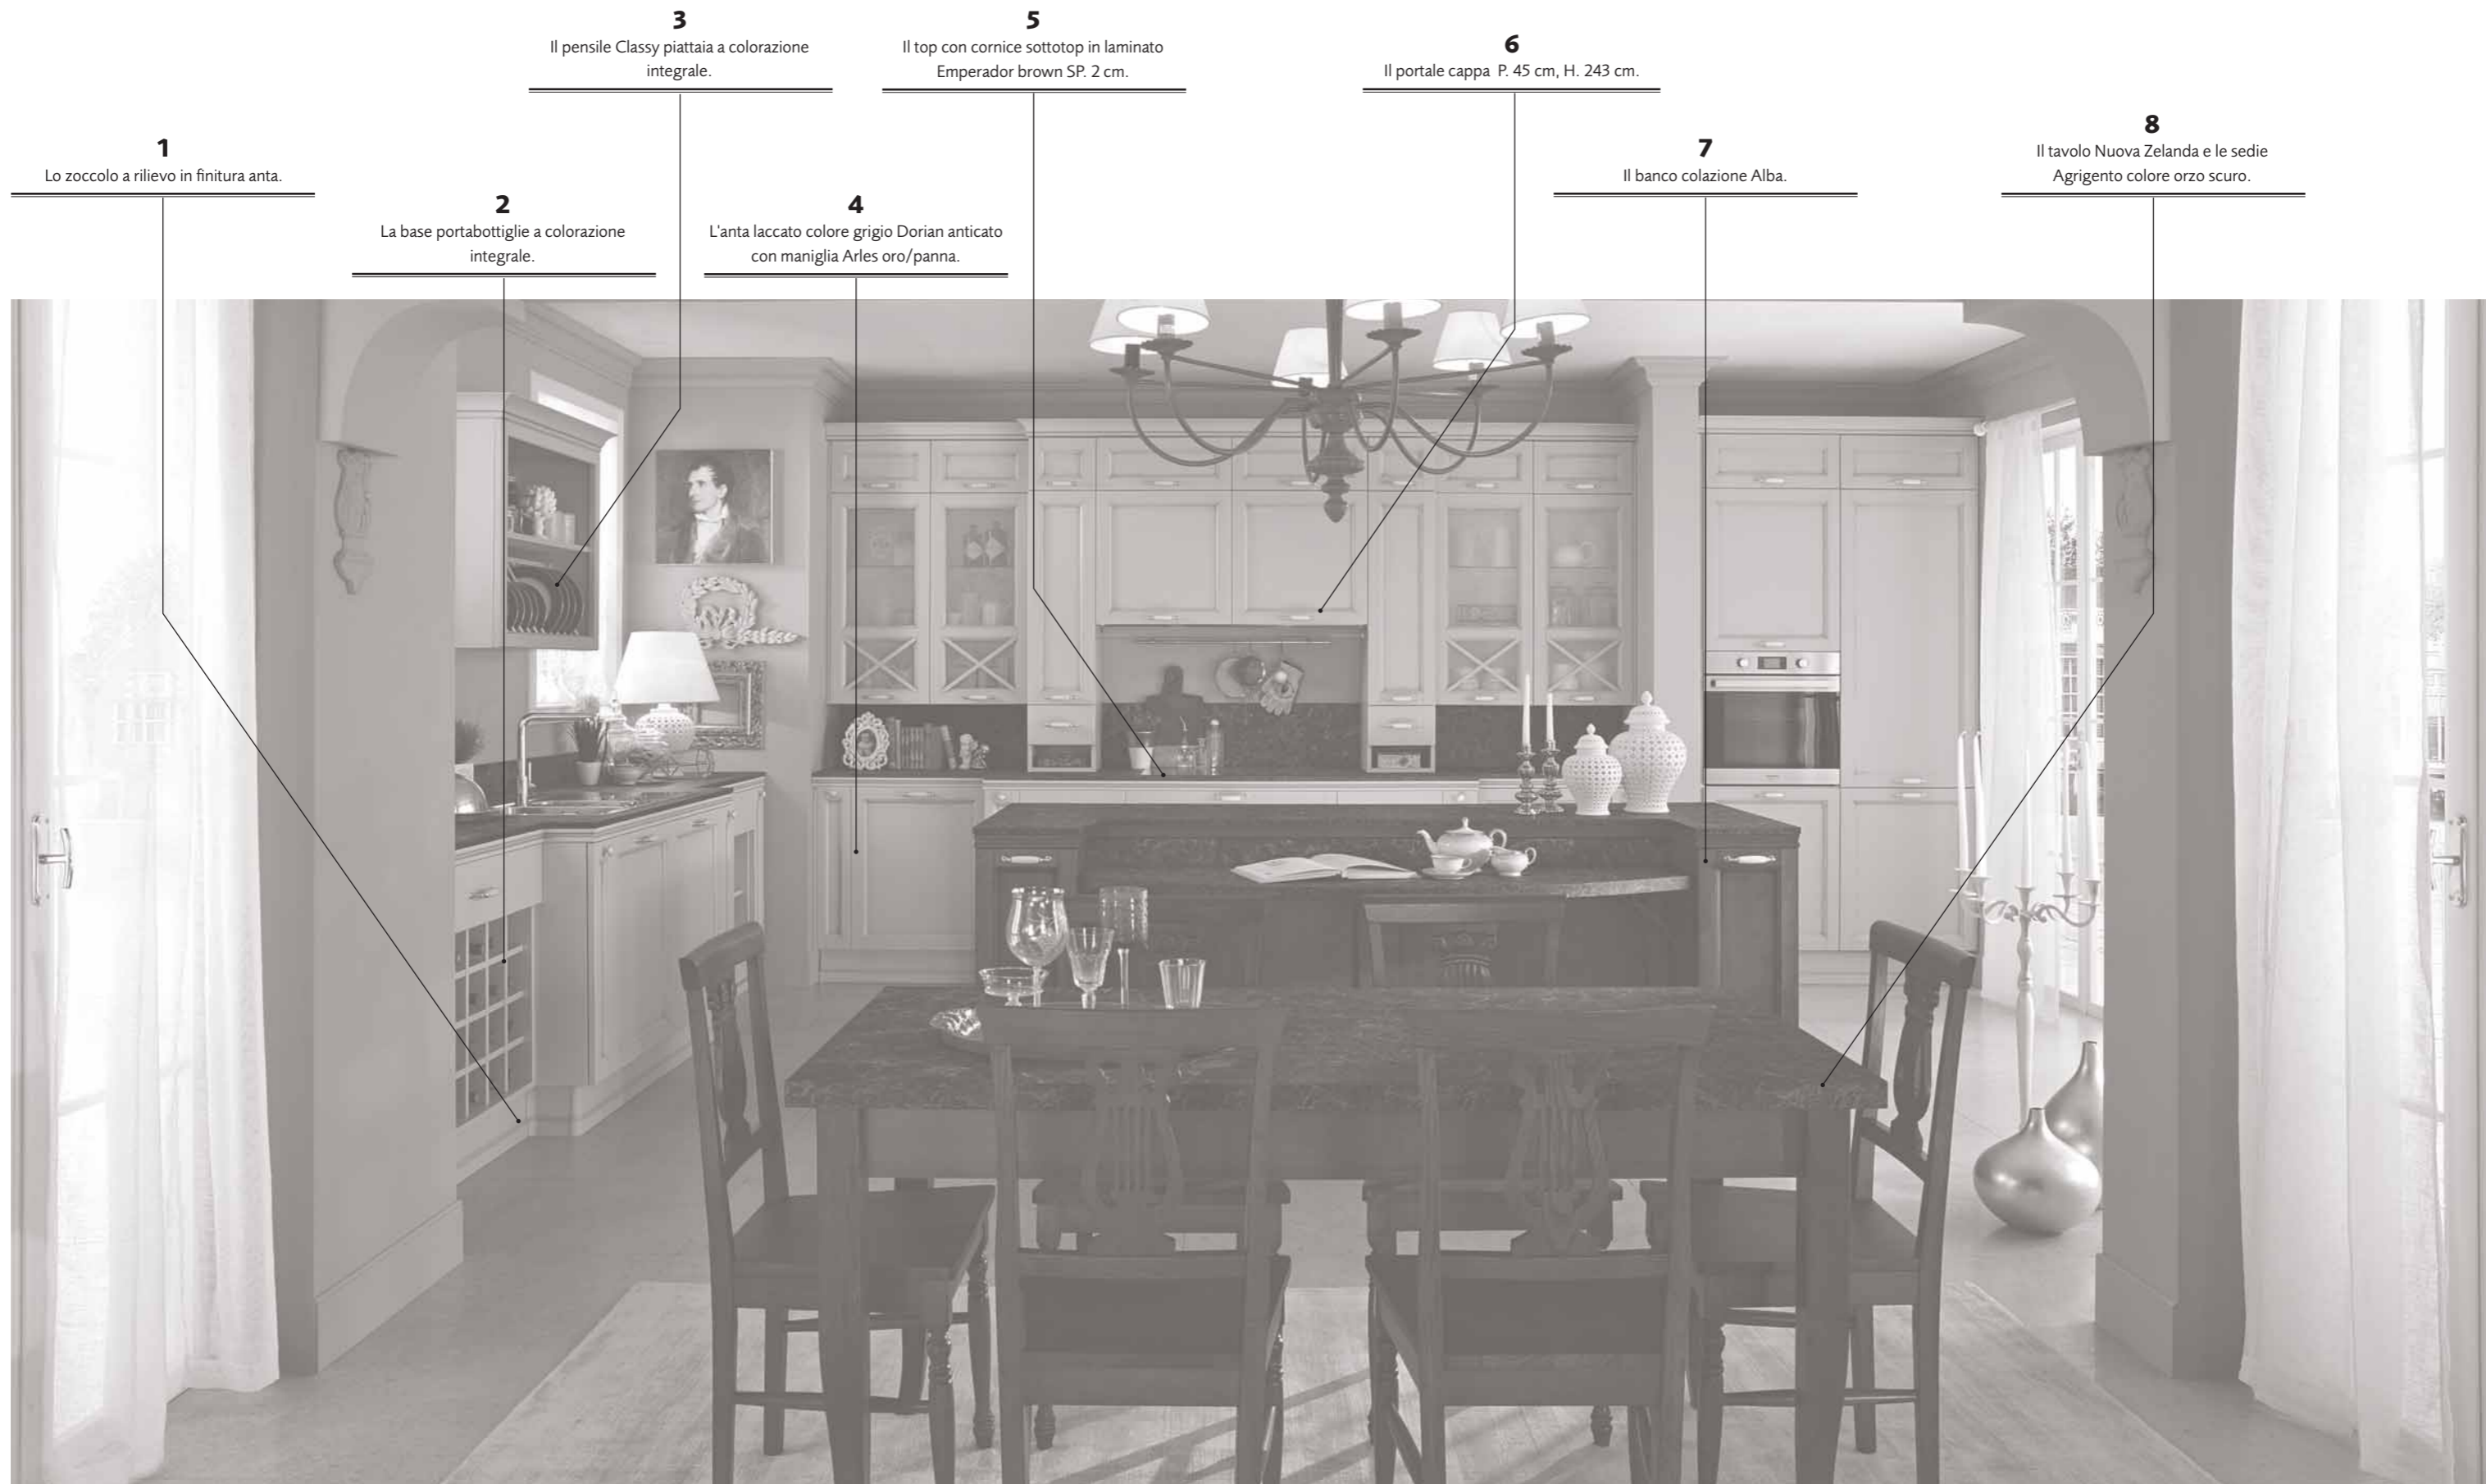 1
Lo zoccolo a rilievo in finitura anta.
2
La base portabottiglie a colorazione
integrale.
3
Il pensile Classy piattaia a colorazione
integrale.
4
L'anta laccato colore grigio Dorian anticato
con maniglia Arles oro/panna.
5
Il top con cornice sottotop in laminato
Emperador brown SP. 2 cm.
6
Il portale cappa P. 45 cm, H. 243 cm.
7
Il banco colazione Alba.
8
Il tavolo Nuova Zelanda e le sedie
Agrigento colore orzo scuro.